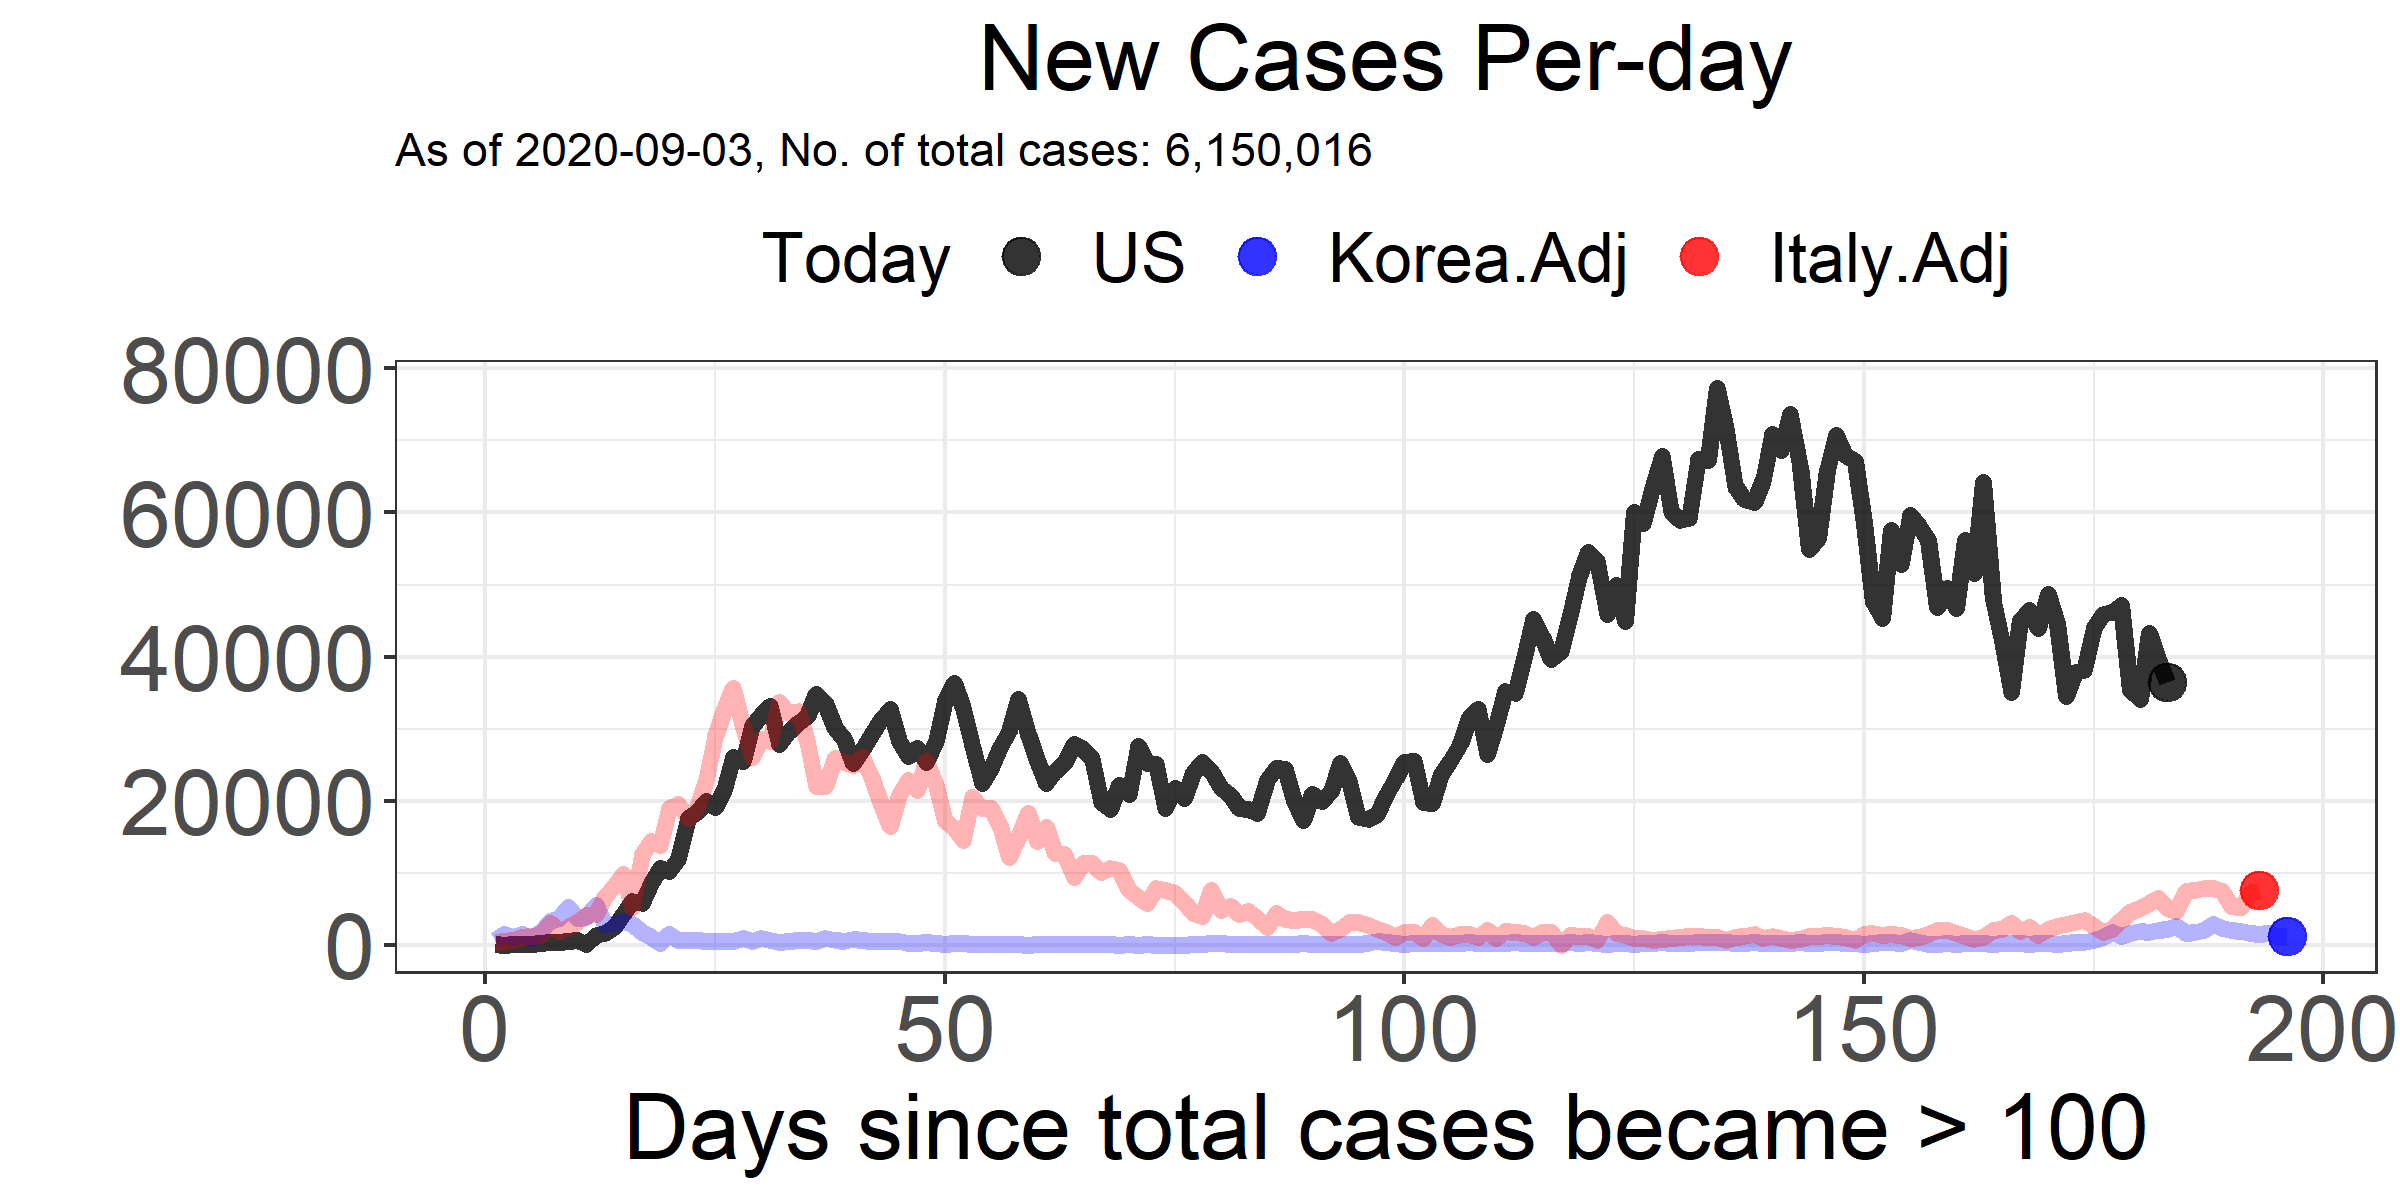 New Cases Per-day
As of 2020-09-03, No. of total cases: 6,150,016
Today US Korea.Adj Italy.Adj
80000
60000
40000
20000
0
0 50 100 150 200
Days since total cases became > 100